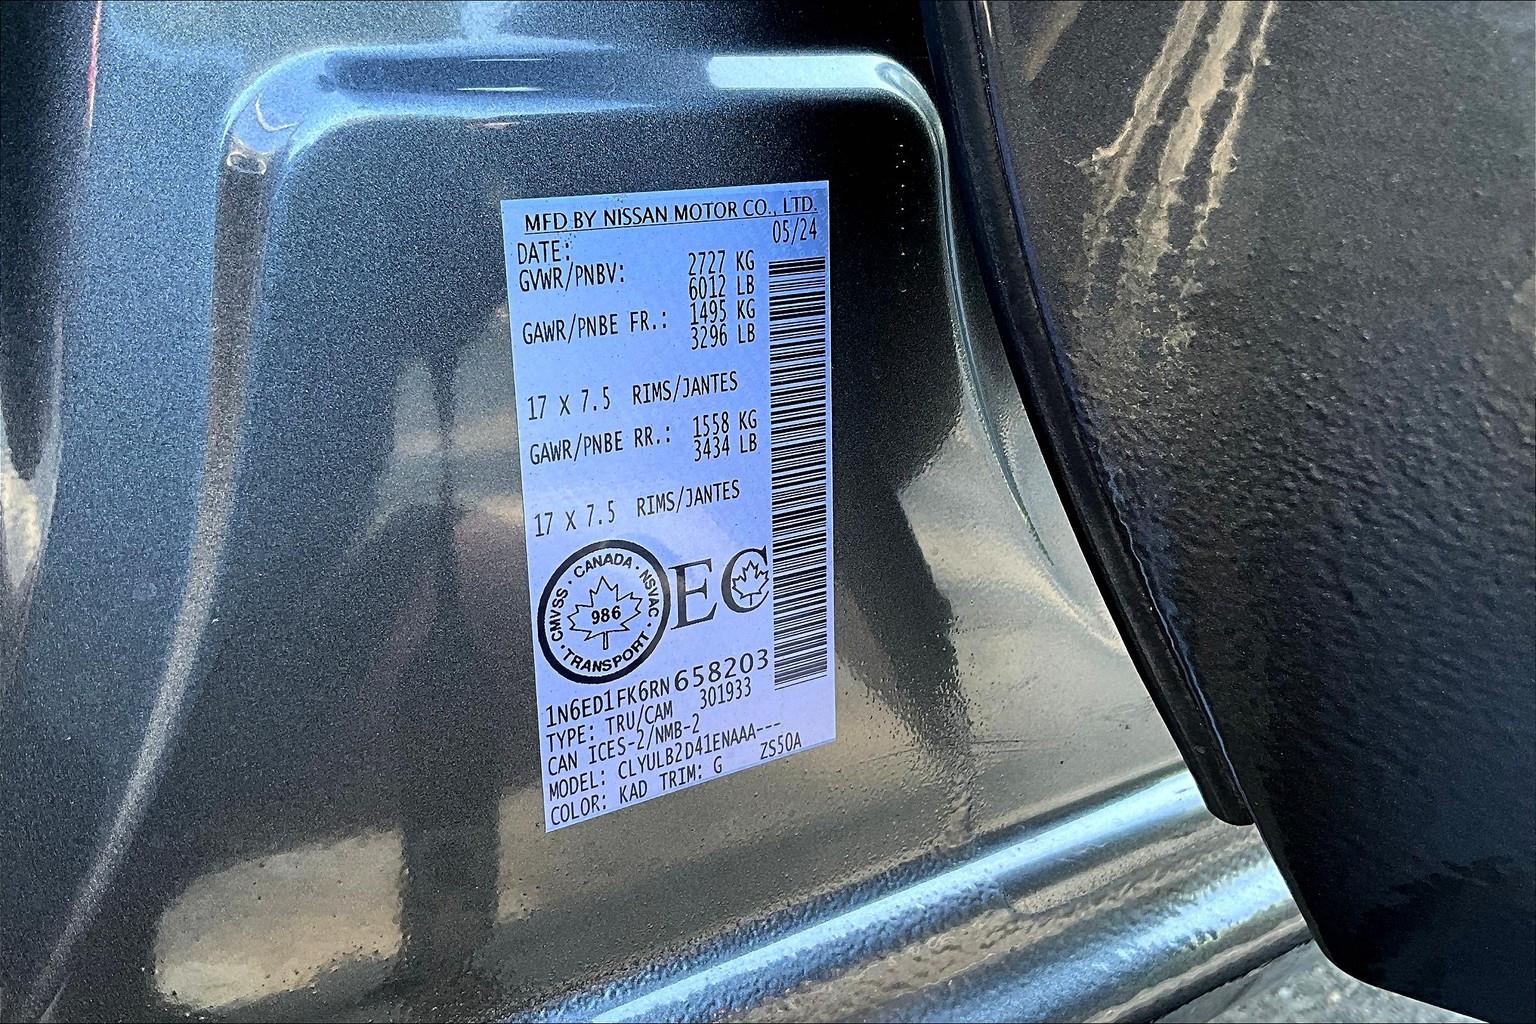 MFD BY NISSAN MOTOR CO., LTD.
DATE: 05/24
GVWR/PNBV: 2727 KG
6012 LB
GAWR/PNBE FR.: 1495 KG
3296 LB
17 X 7.5 RIMS/JANTES
GAWR/PNBE RR.: 1558 KG
3434 LB
17 X 7.5 RIMS/JANTES
CANADA · NSVAC · TRANSPORT · CMVSS ·
986
EC
1N6ED1FK6RN658203
TYPE: TRU/CAM 301933
CAN ICES-2/NMB-2
MODEL: CLYULB2D41ENAAA---
COLOR: KAD TRIM: G ZS50A